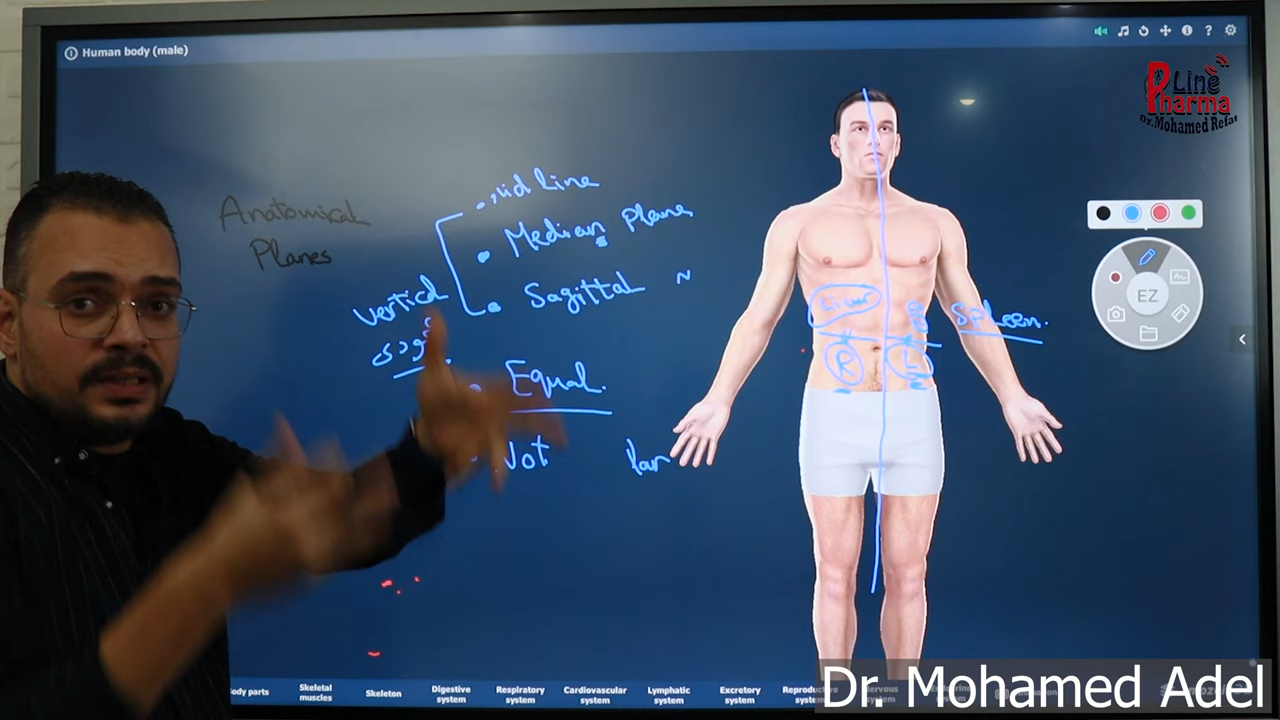 Human body (male)
Line
Pharma
Dr.Mohamed Refat
Anatomical
Planes
Mid line
Median plane
Sagittal
vertical
Equal.
Not
EZ
Liver
Spleen.
R
L
Body parts
Skeletal muscles
Skeleton
Digestive system
Respiratory system
Cardiovascular system
Lymphatic system
Excretory system
Dr. Mohamed Adel